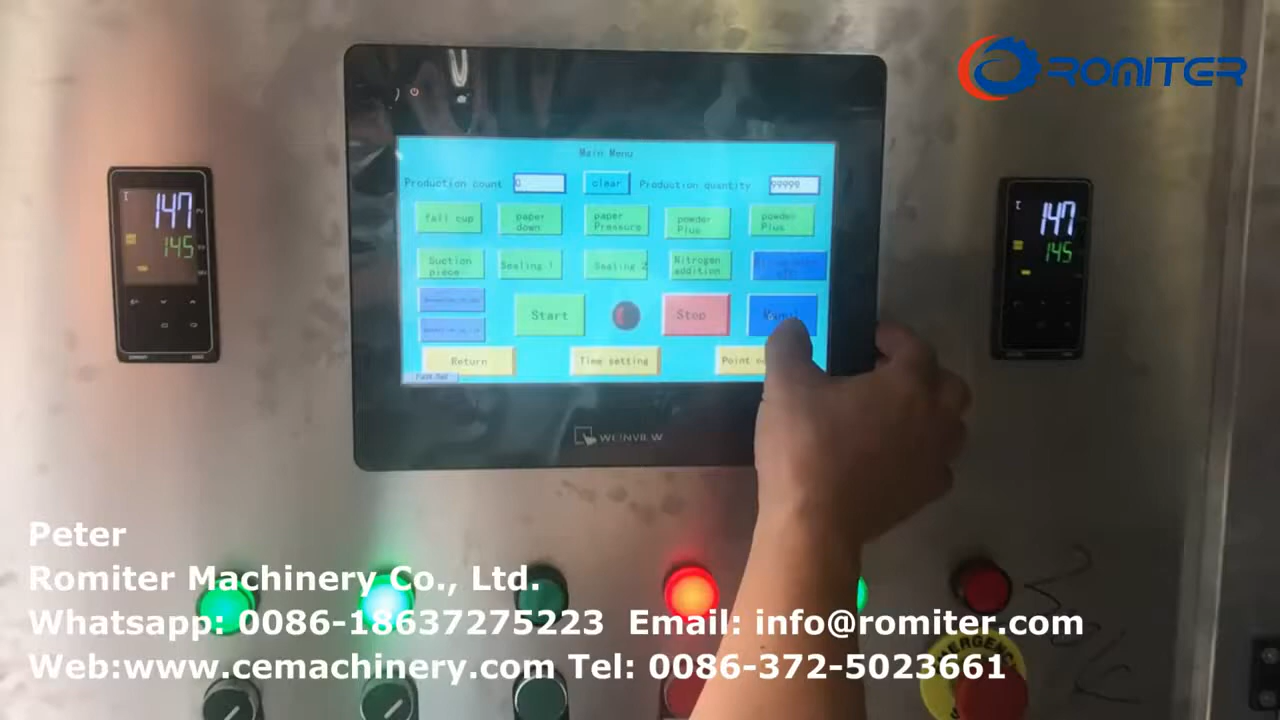 ROMITER
Main Menu
Production count 0 clear Production quantity 99999
fall cup paper down paper Pressure powder Plus powder Plus
Suction piece Sealing 1 Sealing 2 Nitrogen addition
Start Stop
Return Time setting Point
147
145
147
145
WEINVIEW
Peter
Romiter Machinery Co., Ltd.
Whatsapp: 0086-18637275223 Email: info@romiter.com
Web:www.cemachinery.com Tel: 0086-372-5023661
EMERGENC